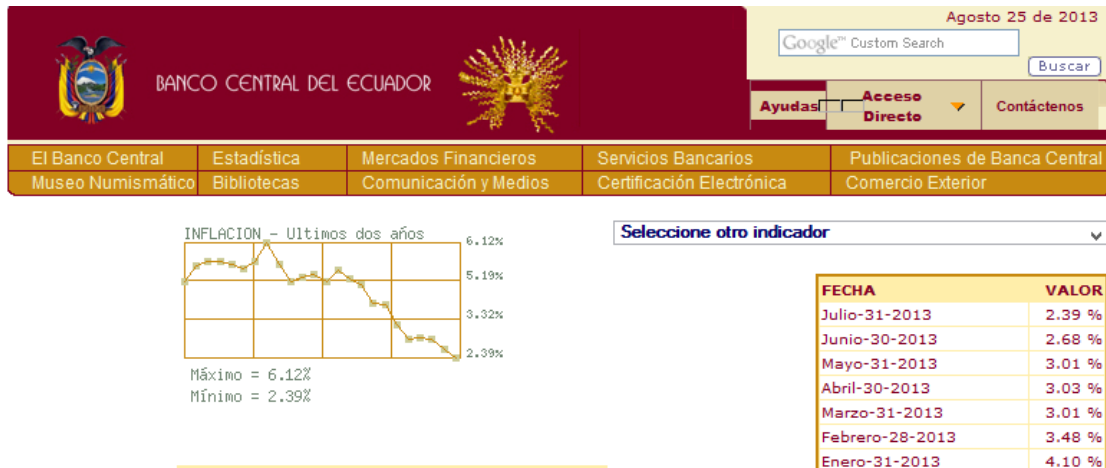 Agosto 25 de 2013
Google™ Custom Search
Buscar
BANCO CENTRAL DEL ECUADOR
Ayudas
Acceso
Directo
Contáctenos
El Banco Central Estadística Mercados Financieros Servicios Bancarios Publicaciones de Banca Central
Museo Numismático Bibliotecas Comunicación y Medios Certificación Electrónica Comercio Exterior
INFLACION - Ultimos dos años
6.12%
5.19%
3.32%
2.39%
Máximo = 6.12%
Mínimo = 2.39%
Seleccione otro indicador
FECHA VALOR
Julio-31-2013 2.39 %
Junio-30-2013 2.68 %
Mayo-31-2013 3.01 %
Abril-30-2013 3.03 %
Marzo-31-2013 3.01 %
Febrero-28-2013 3.48 %
Enero-31-2013 4.10 %